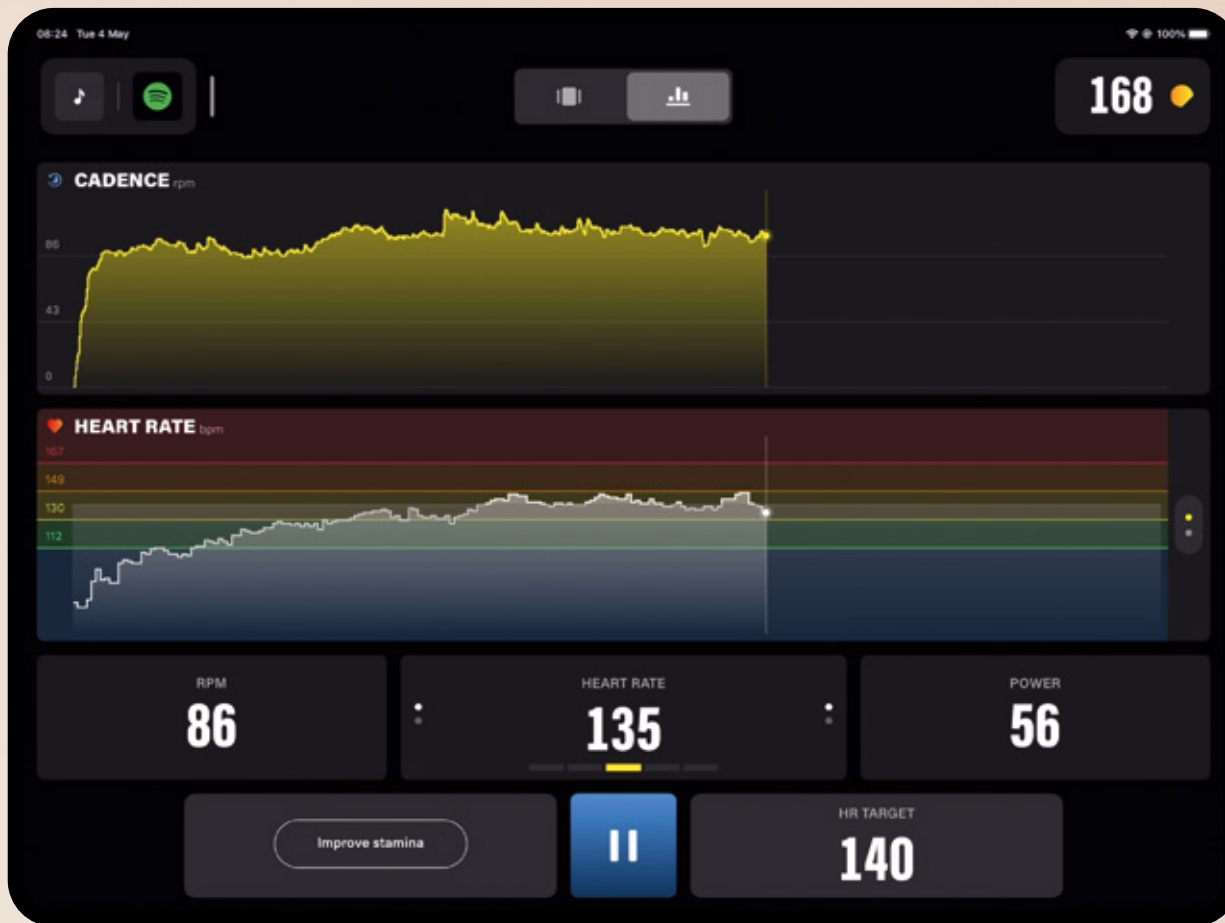 08:24 Tue 4 May
100%
168
CADENCE rpm
86
43
0
HEART RATE bpm
167
149
130
112
RPM
86
HEART RATE
135
POWER
56
Improve stamina
HR TARGET
140